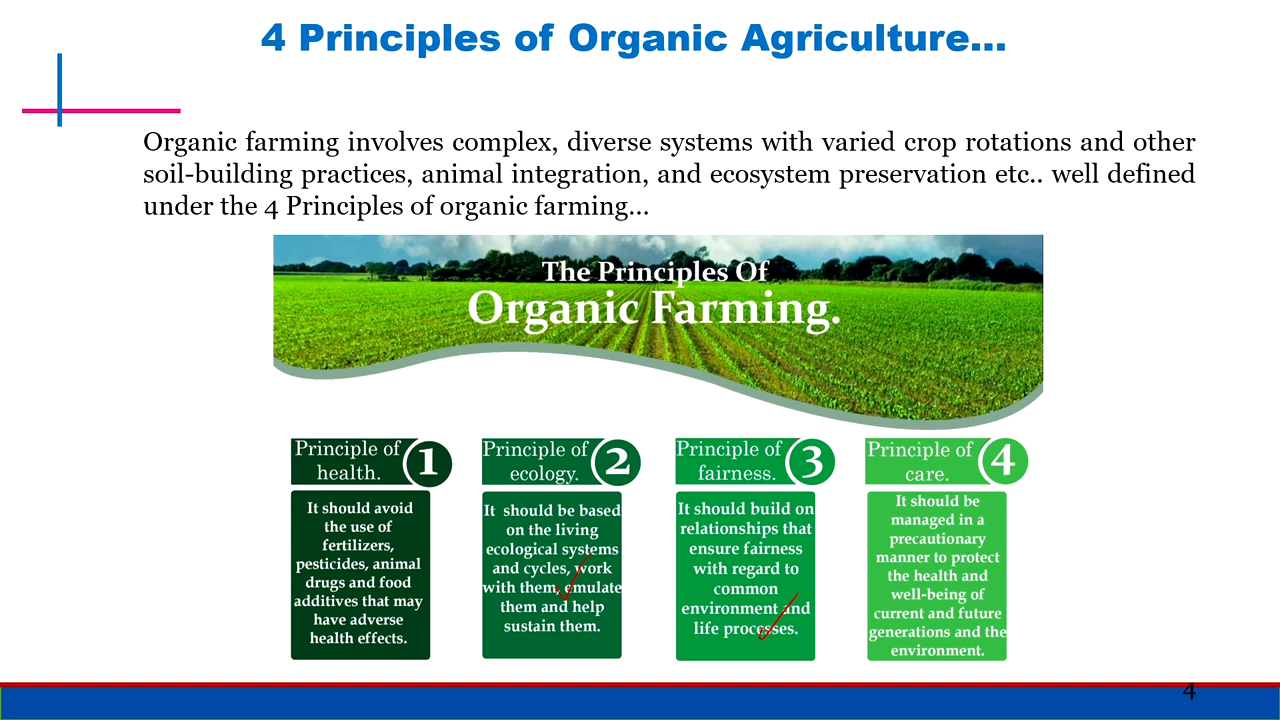 4 Principles of Organic Agriculture...
Organic farming involves complex, diverse systems with varied crop rotations and other
soil-building practices, animal integration, and ecosystem preservation etc.. well defined
under the 4 Principles of organic farming...
The Principles Of
Organic Farming.
Principle of
health.
1
It should avoid
the use of
fertilizers,
pesticides, animal
drugs and food
additives that may
have adverse
health effects.
Principle of
ecology.
2
It should be based
on the living
ecological systems
and cycles, work
with them, emulate
them and help
sustain them.
Principle of
fairness.
3
It should build on
relationships that
ensure fairness
with regard to
common
environment and
life processes.
Principle of
care.
4
It should be
managed in a
precautionary
manner to protect
the health and
well-being of
current and future
generations and the
environment.
4